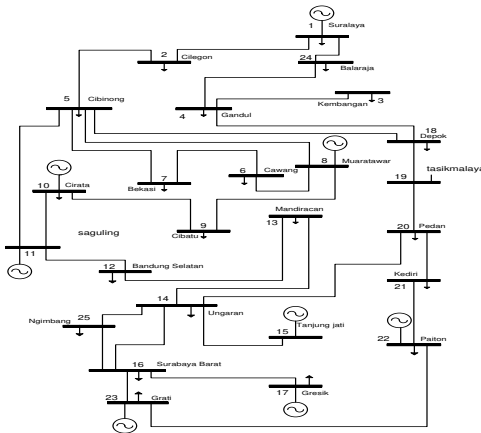 1 Suralaya
2 Cilegon
24 Balaraja
5 Cibinong
4 Gandul
Kembangan 3
18 Depok
8 Muaratawar
7 Bekasi
6 Cawang
19 tasikmalaya
10 Cirata
9 Cibatu
13 Mandiracan
20 Pedan
saguling
11
12 Bandung Selatan
Kediri
21
14 Ungaran
Ngimbang 25
15 Tanjung jati
22 Paiton
16 Surabaya Barat
17 Gresik
23 Grati